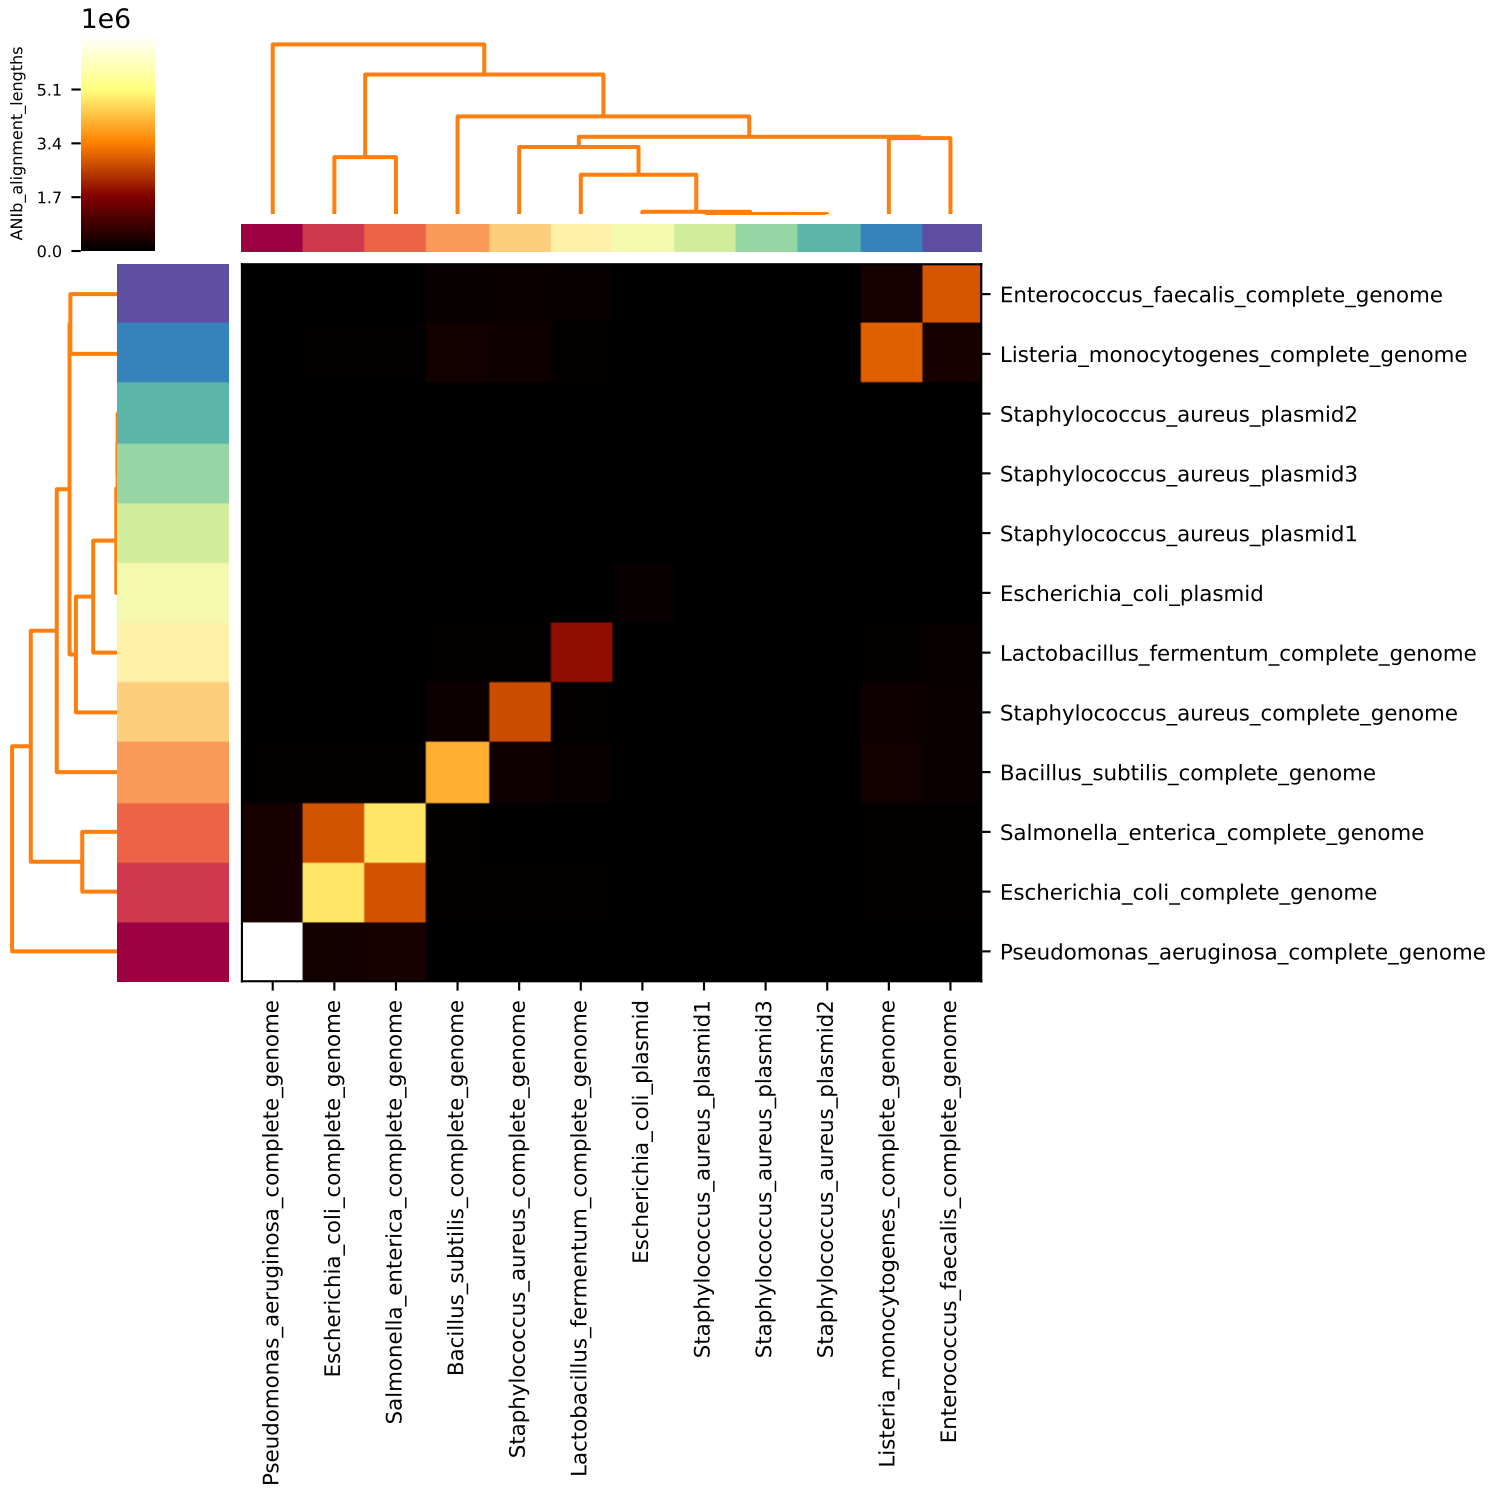 1e6
ANIb_alignment_lengths
5.1
3.4
1.7
0.0
Enterococcus_faecalis_complete_genome
Listeria_monocytogenes_complete_genome
Staphylococcus_aureus_plasmid2
Staphylococcus_aureus_plasmid3
Staphylococcus_aureus_plasmid1
Escherichia_coli_plasmid
Lactobacillus_fermentum_complete_genome
Staphylococcus_aureus_complete_genome
Bacillus_subtilis_complete_genome
Salmonella_enterica_complete_genome
Escherichia_coli_complete_genome
Pseudomonas_aeruginosa_complete_genome
Pseudomonas_aeruginosa_complete_genome
Escherichia_coli_complete_genome
Salmonella_enterica_complete_genome
Bacillus_subtilis_complete_genome
Staphylococcus_aureus_complete_genome
Lactobacillus_fermentum_complete_genome
Escherichia_coli_plasmid
Staphylococcus_aureus_plasmid1
Staphylococcus_aureus_plasmid3
Staphylococcus_aureus_plasmid2
Listeria_monocytogenes_complete_genome
Enterococcus_faecalis_complete_genome